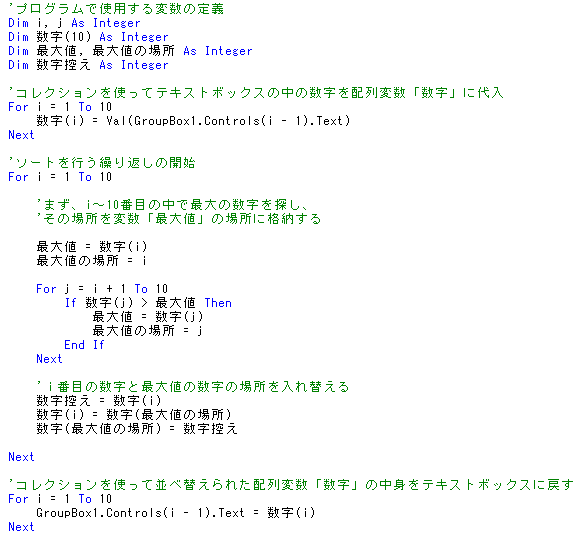 'プログラムで使用する変数の定義
Dim i, j As Integer
Dim 数字(10) As Integer
Dim 最大値, 最大値の場所 As Integer
Dim 数字控え As Integer
'コレクションを使ってテキストボックスの中の数字を配列変数「数字」に代入
For i = 1 To 10
数字(i) = Val(GroupBox1.Controls(i - 1).Text)
Next
'ソートを行う繰り返しの開始
For i = 1 To 10
'まず、i～10番目の中で最大の数字を探し、
'その場所を変数「最大値」の場所に格納する
最大値 = 数字(i)
最大値の場所 = i
For j = i + 1 To 10
If 数字(j) > 最大値 Then
最大値 = 数字(j)
最大値の場所 = j
End If
Next
'ｉ番目の数字と最大値の数字の場所を入れ替える
数字控え = 数字(i)
数字(i) = 数字(最大値の場所)
数字(最大値の場所) = 数字控え
Next
'コレクションを使って並べ替えられた配列変数「数字」の中身をテキストボックスに戻す
For i = 1 To 10
GroupBox1.Controls(i - 1).Text = 数字(i)
Next